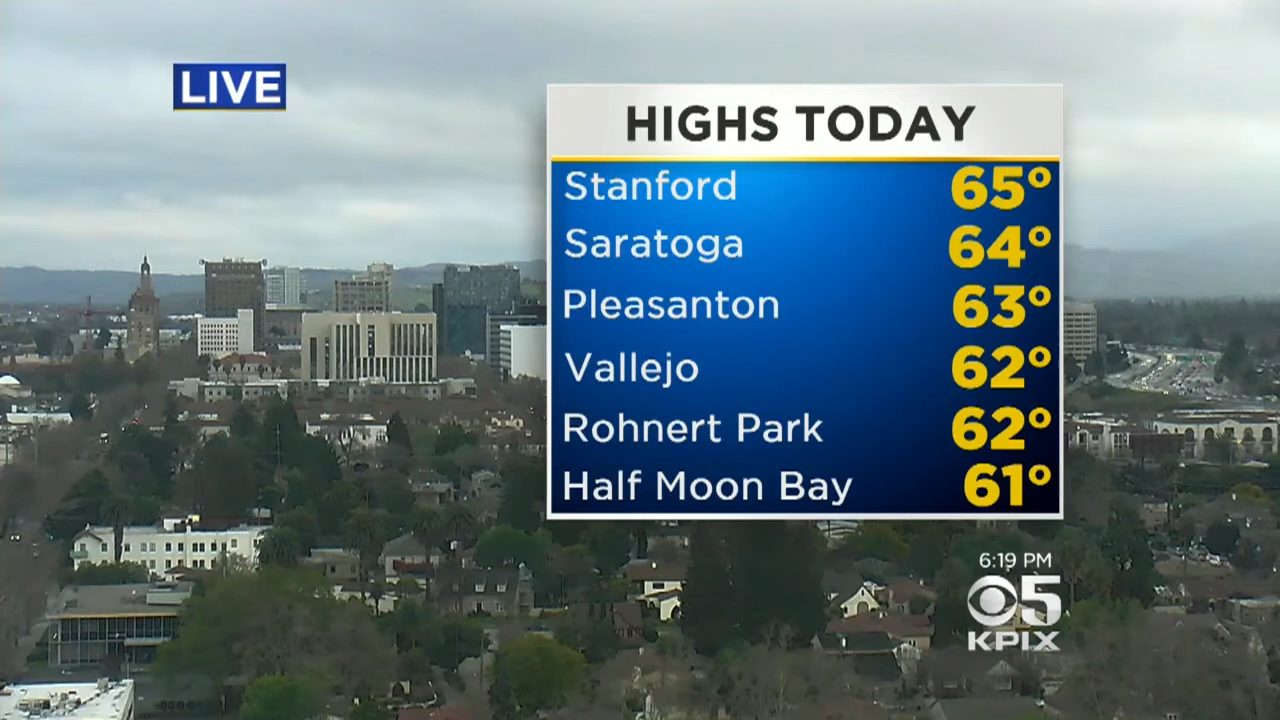 LIVE
HIGHS TODAY
Stanford 65°
Saratoga 64°
Pleasanton 63°
Vallejo 62°
Rohnert Park 62°
Half Moon Bay 61°
6:19 PM
5
KPIX